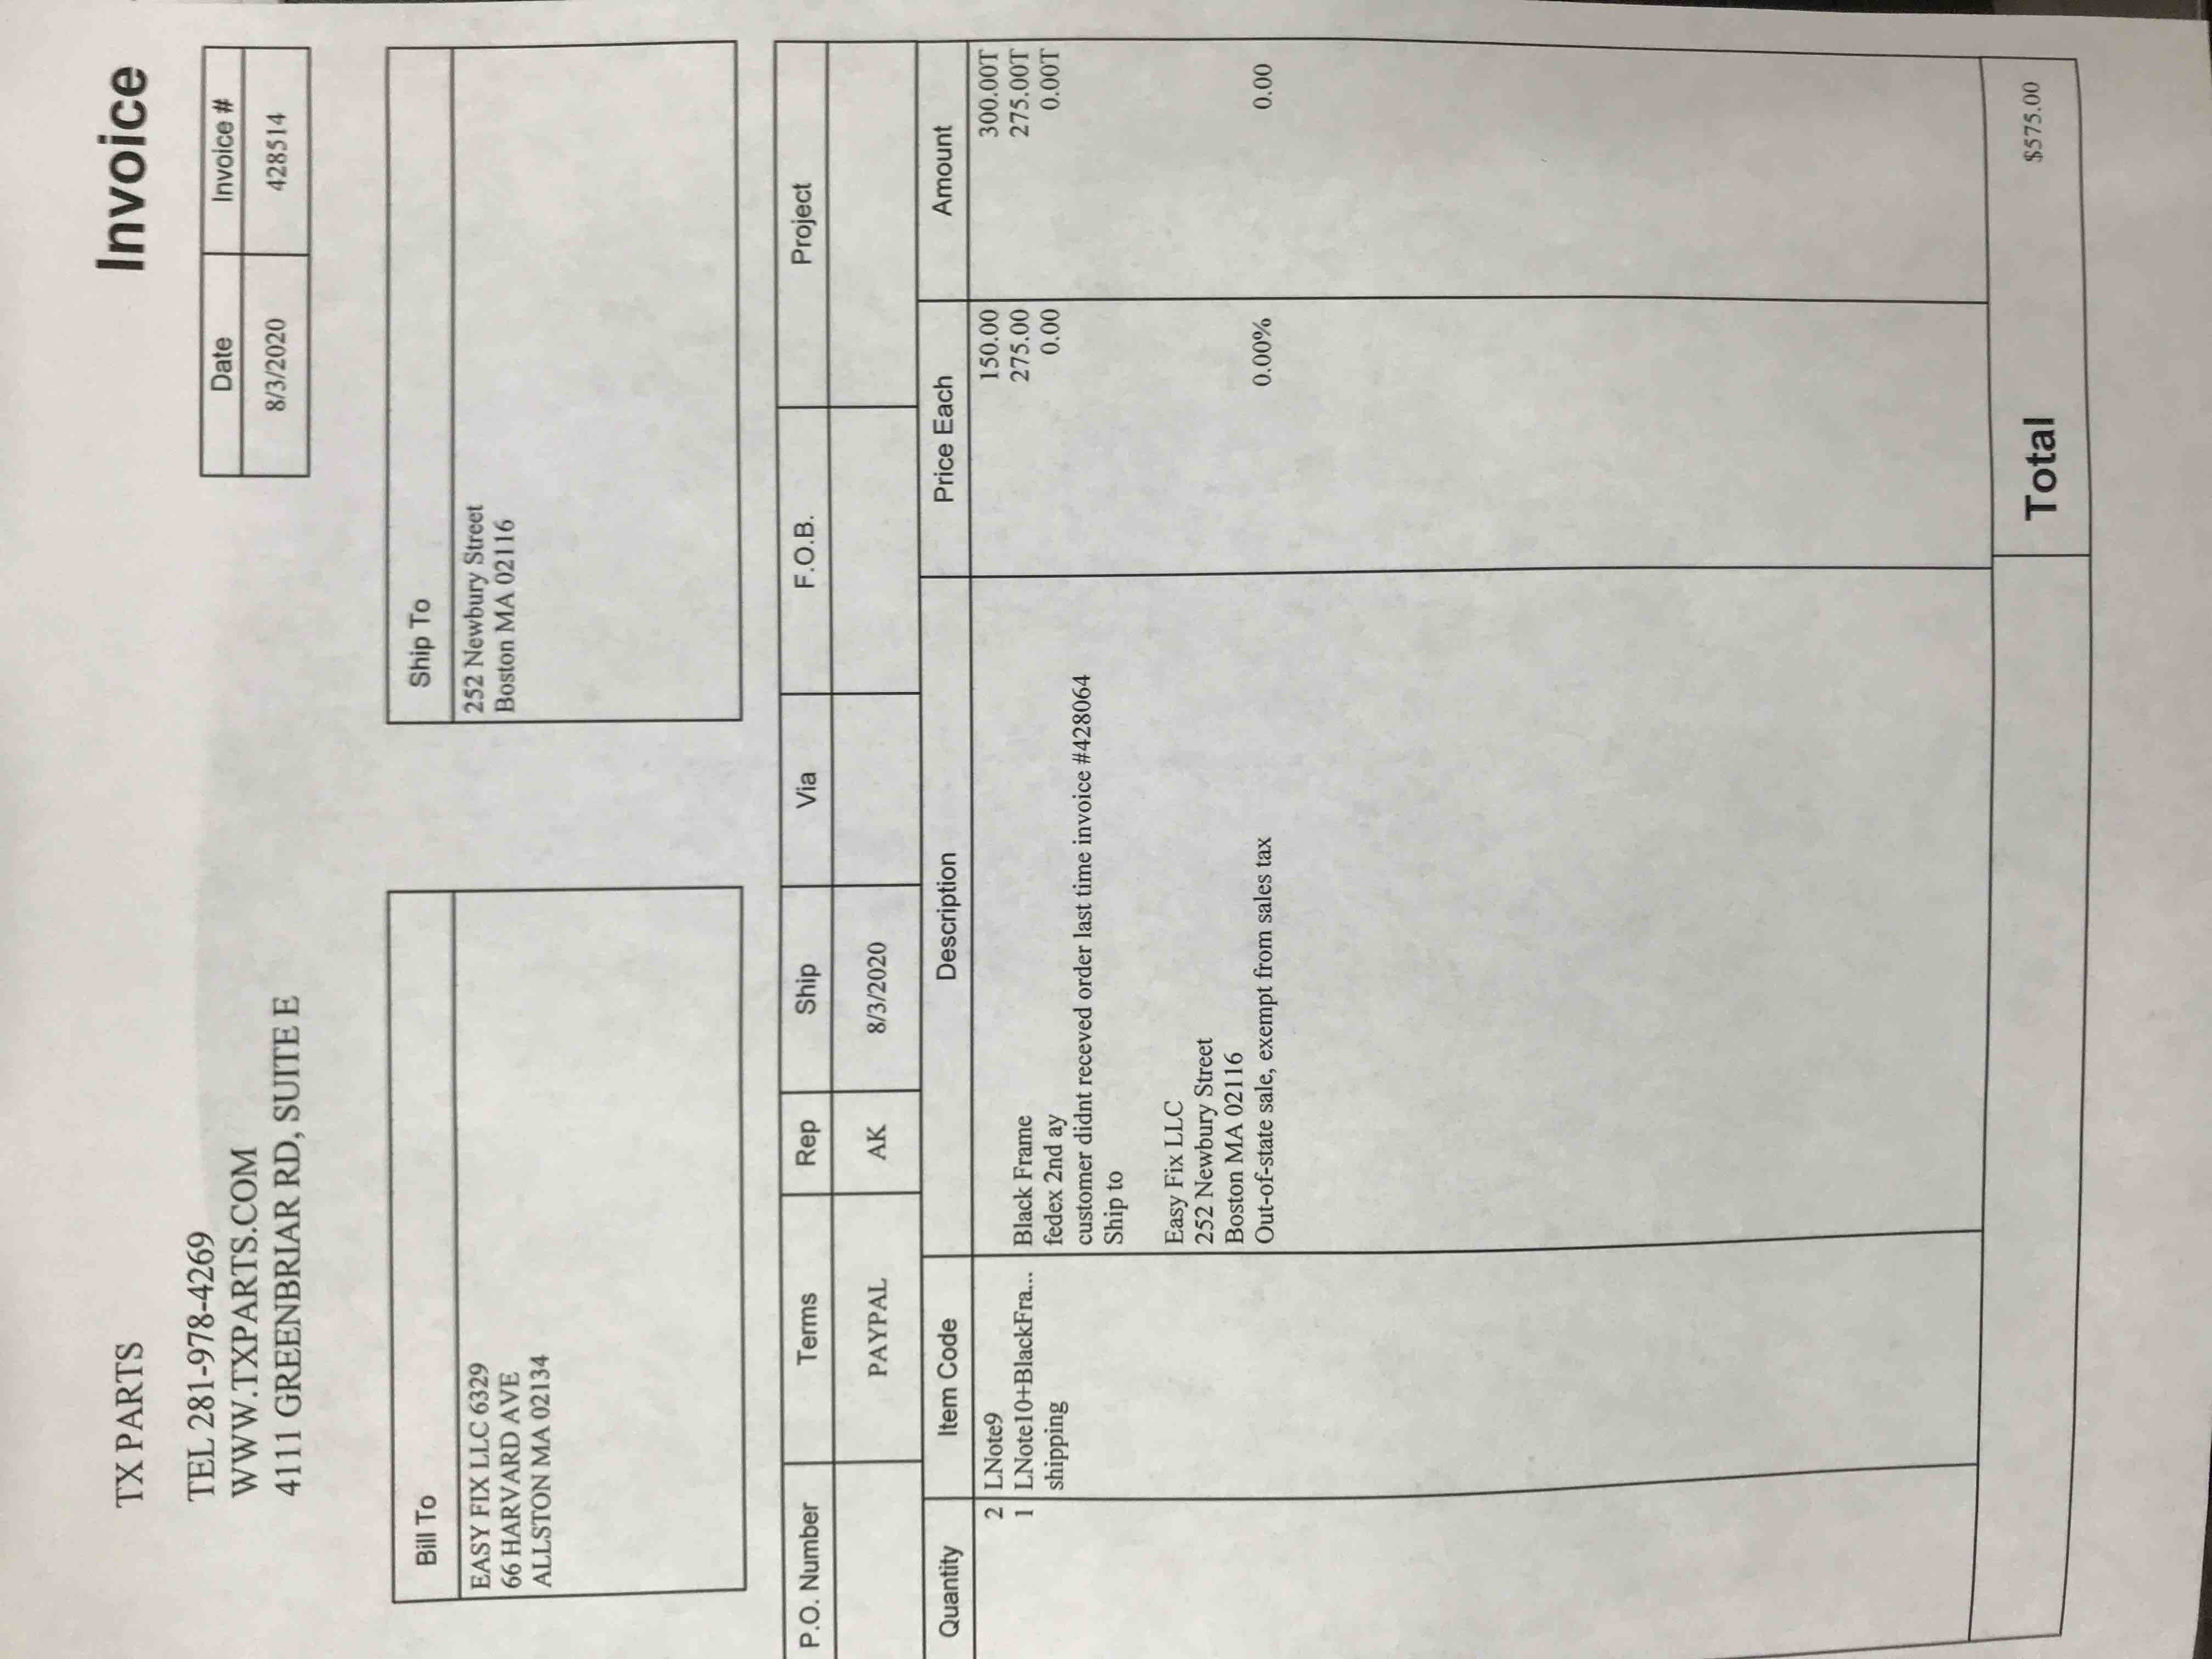 Invoice
TX PARTS
TEL 281-978-4269
WWW.TXPARTS.COM
4111 GREENBRIAR RD, SUITE E
Date Invoice #
8/3/2020 428514
Bill To
EASY FIX LLC 6329
66 HARVARD AVE
ALLSTON MA 02134
Ship To
252 Newbury Street
Boston MA 02116
P.O. Number Terms Rep Ship Via F.O.B. Project
PAYPAL AK 8/3/2020
Quantity Item Code Description Price Each Amount
2 LNote9 150.00 300.00T
1 LNote10+BlackFra... Black Frame 275.00 275.00T
shipping fedex 2nd ay 0.00 0.00T
customer didnt receved order last time invoice #428064
Ship to
Easy Fix LLC
252 Newbury Street
Boston MA 02116
Out-of-state sale, exempt from sales tax 0.00% 0.00
Total $575.00